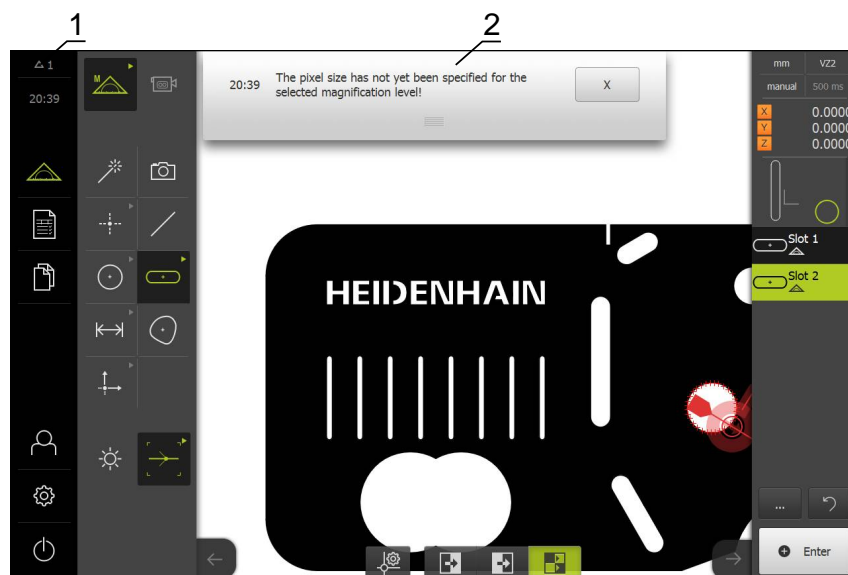 1
2
1
20:39
M
20:39
The pixel size has not yet been specified for the
selected magnification level!
X
mm
VZ2
manual
500 ms
X
0.0000
Y
0.0000
Z
0.0000
Slot 1
Slot 2
HEIDENHAIN
...
Enter